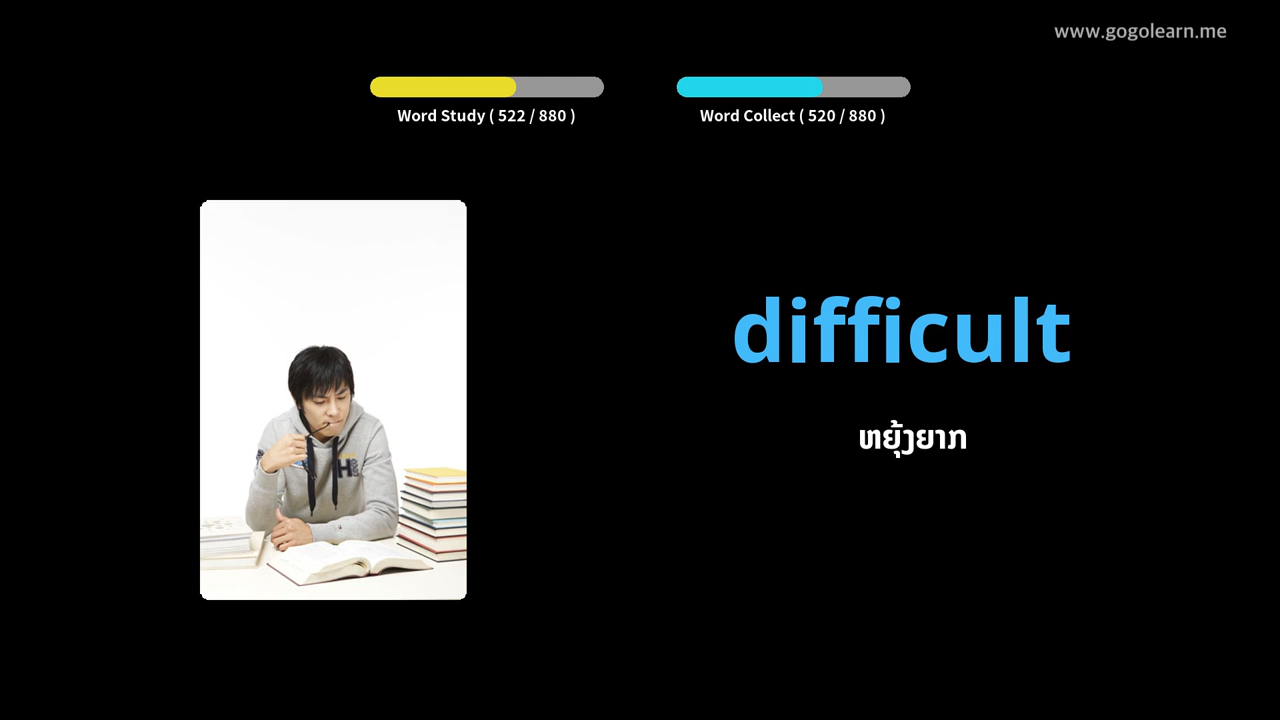 www.gogolearn.me
Word Study ( 522 / 880 )
Word Collect ( 520 / 880 )
difficult
ຫຍຸ້ງຍາກ
H